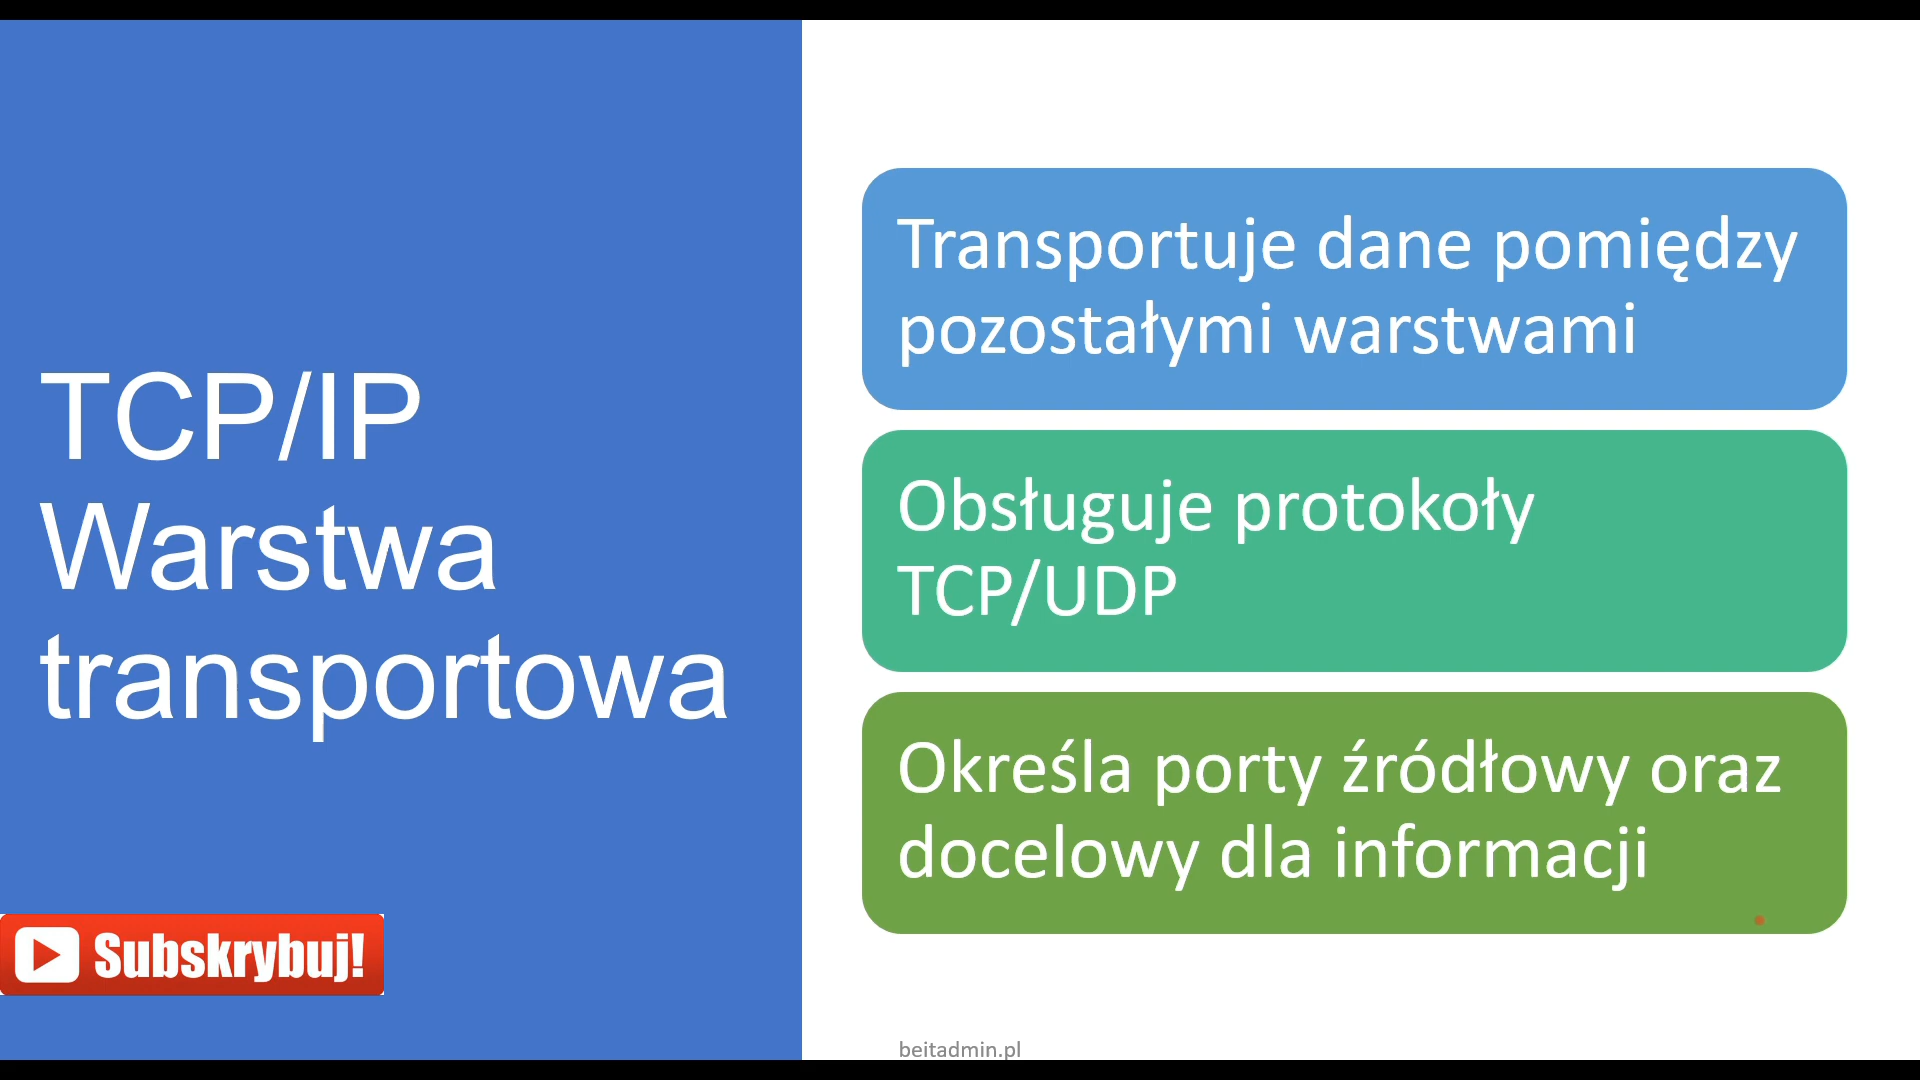 TCP/IP
Warstwa
transportowa
Transportuje dane pomiędzy
pozostałymi warstwami
Obsługuje protokoły
TCP/UDP
Określa porty źródłowy oraz
docelowy dla informacji
Subskrybuj!
beitadmin.pl